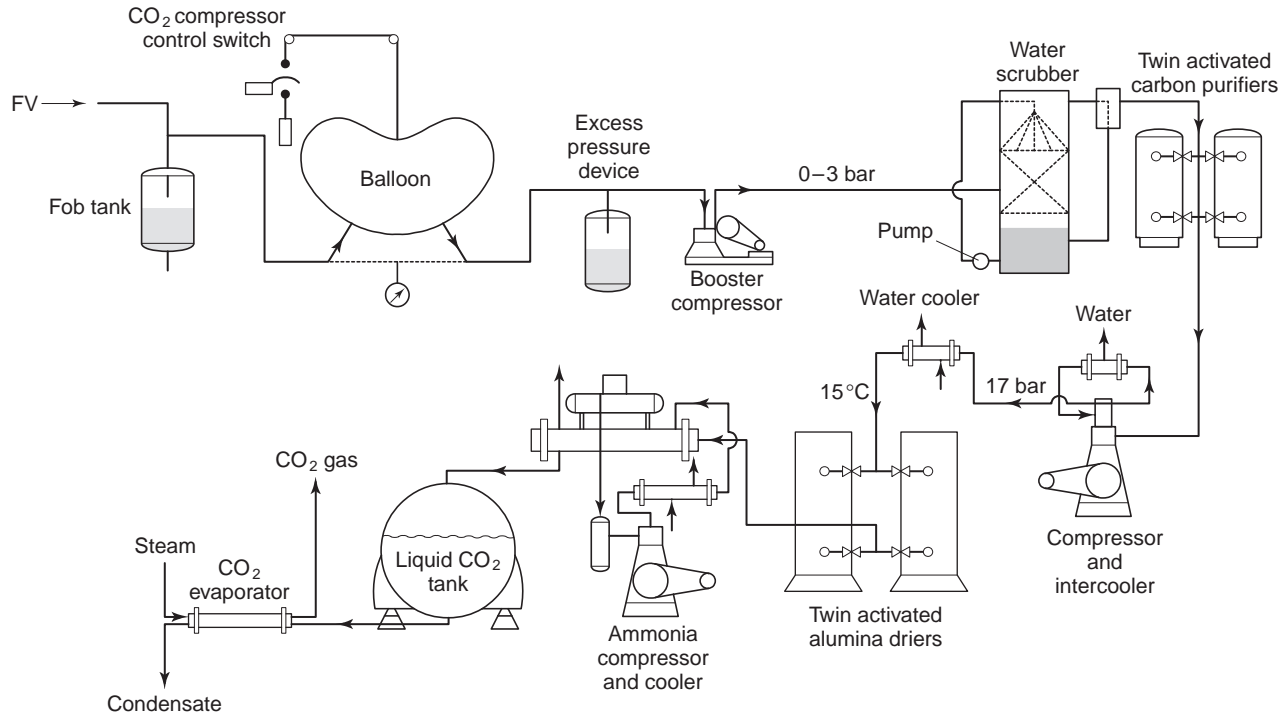 CO2 compressor
control switch
FV
Fob tank
Balloon
Excess
pressure
device
0–3 bar
Booster
compressor
Water
scrubber
Pump
Twin activated
carbon purifiers
Water cooler
Water
15°C
17 bar
Compressor
and
intercooler
Twin activated
alumina driers
Ammonia
compressor
and cooler
Liquid CO2
tank
CO2 gas
Steam
CO2
evaporator
Condensate